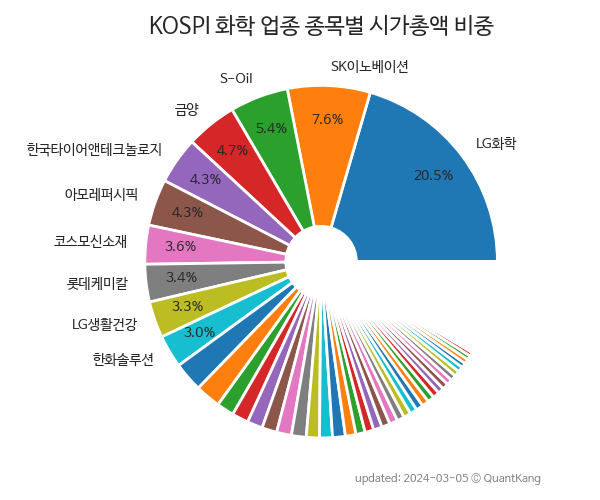 KOSPI 화학 업종 종목별 시가총액 비중
SK이노베이션
S-Oil
금양
LG화학
한국타이어앤테크놀로지
아모레퍼시픽
코스모신소재
롯데케미칼
LG생활건강
한화솔루션
7.6%
5.4%
4.7%
20.5%
4.3%
4.3%
3.6%
3.4%
3.3%
3.0%
updated: 2024-03-05 © QuantKang